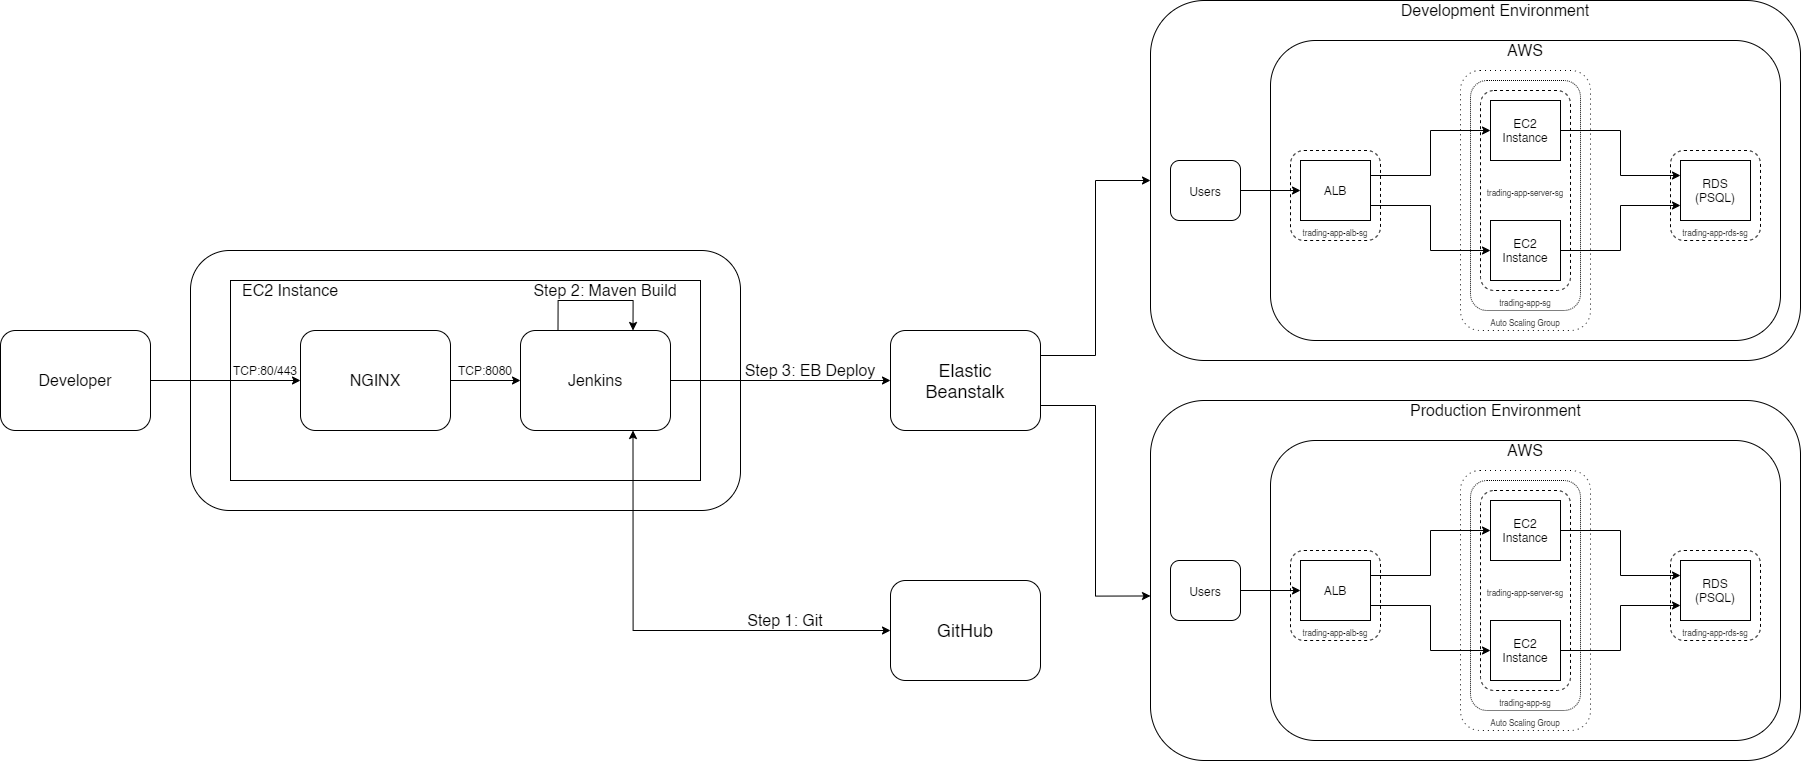 Developer
EC2 Instance
Step 2: Maven Build
TCP:80/443
NGINX
TCP:8080
Jenkins
Step 3: EB Deploy
Elastic
Beanstalk
Step 1: Git
GitHub
Development Environment
AWS
Users
ALB
trading-app-alb-sg
EC2
Instance
trading-app-server-sg
EC2
Instance
trading-app-sg
Auto Scaling Group
RDS
(PSQL)
trading-app-rds-sg
Production Environment
AWS
Users
ALB
trading-app-alb-sg
EC2
Instance
trading-app-server-sg
EC2
Instance
trading-app-sg
Auto Scaling Group
RDS
(PSQL)
trading-app-rds-sg